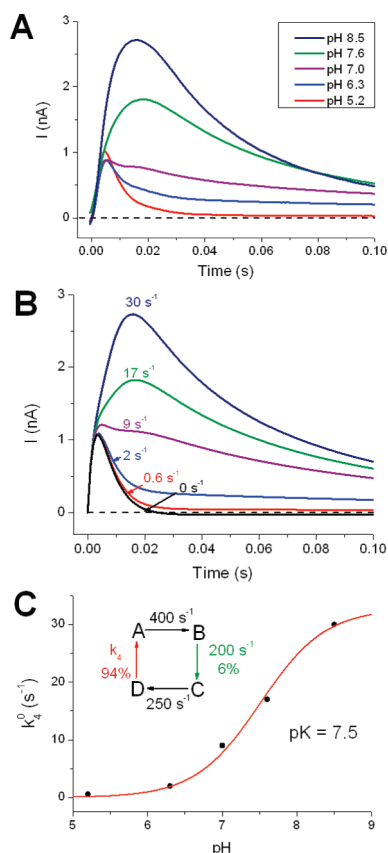 A
pH 8.5
pH 7.6
pH 7.0
pH 6.3
pH 5.2
I (nA)
3
2
1
0
0.00 0.02 0.04 0.06 0.08 0.10
Time (s)
B
30 s⁻¹
17 s⁻¹
9 s⁻¹
2 s⁻¹
0.6 s⁻¹
0 s⁻¹
I (nA)
3
2
1
0
0.00 0.02 0.04 0.06 0.08 0.10
Time (s)
C
k₄⁰ (s⁻¹)
30
20
10
0
A 400 s⁻¹ B
k₄ 94%
200 s⁻¹ 6%
D 250 s⁻¹ C
pK = 7.5
5 6 7 8 9
pH